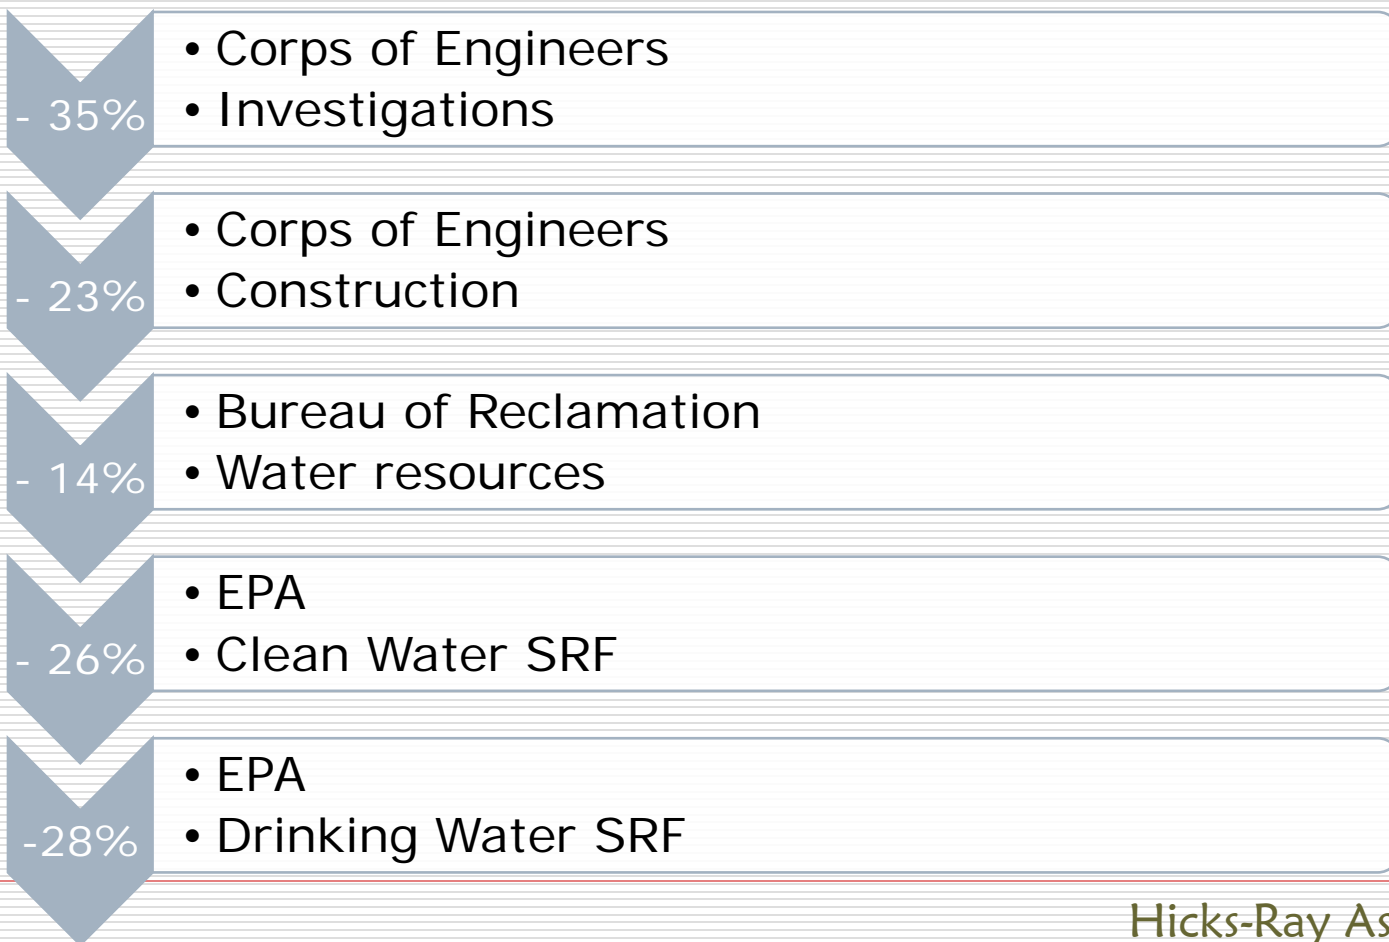 - 35%
• Corps of Engineers
• Investigations
- 23%
• Corps of Engineers
• Construction
- 14%
• Bureau of Reclamation
• Water resources
- 26%
• EPA
• Clean Water SRF
-28%
• EPA
• Drinking Water SRF
Hicks-Ray As